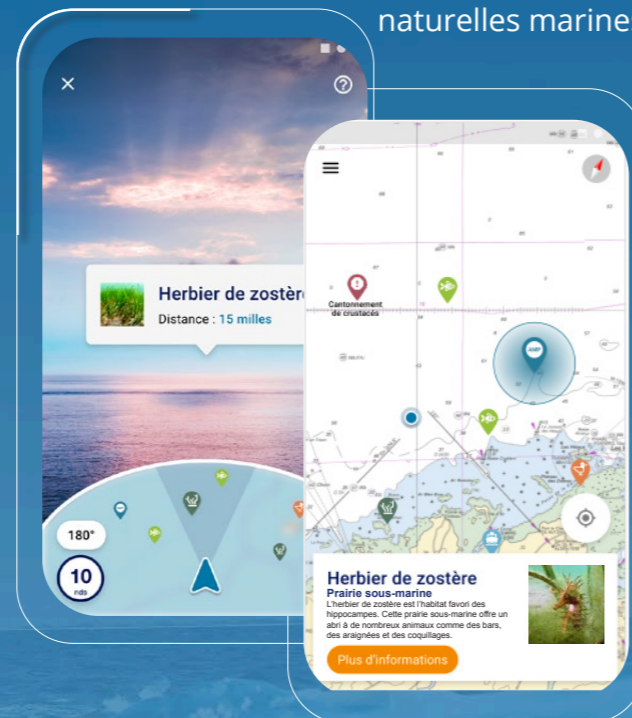 naturelles marines
Herbier de zostère
Distance : 15 milles
180°
10
nds
Cantonnement
de crustacés
Herbier de zostère
Prairie sous-marine
L'herbier de zostère est l'habitat favori des
hippocampes. Cette prairie sous-marine offre un
abri à de nombreux animaux comme des bars,
des araignées et des coquillages.
Plus d'informations